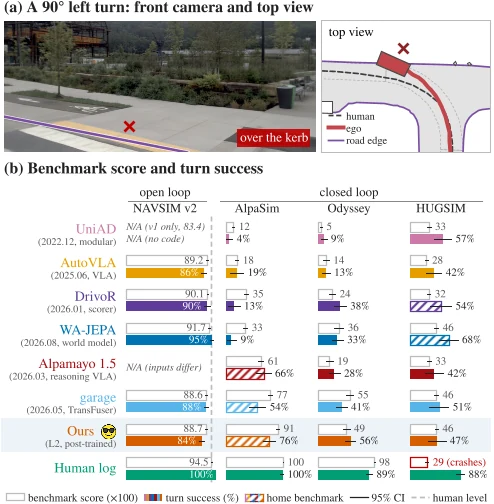 (a) A 90° left turn: front camera and top view
over the kerb
top view
human
ego
road edge
(b) Benchmark score and turn success
open loop closed loop
NAVSIM v2 AlpaSim Odyssey HUGSIM
UniAD N/A (v1 only, 83.4) 12 5 33
(2022.12, modular) N/A (no code) 4% 9% 57%
AutoVLA 89.2 18 14 28
(2025.06, VLA) 86% 19% 13% 42%
DrivoR 90.1 35 24 32
(2026.01, scorer) 90% 13% 38% 54%
WA-JEPA 91.7 33 36 46
(2026.08, world model) 95% 9% 33% 68%
Alpamayo 1.5 N/A (inputs differ) 61 19 33
(2026.03, reasoning VLA) 66% 28% 42%
garage 88.6 77 55 46
(2026.05, TransFuser) 88% 54% 41% 51%
Ours 88.7 91 49 46
(L2, post-trained) 84% 76% 56% 47%
Human log 94.5 100 98 29 (crashes)
100% 100% 89% 88%
benchmark score (×100) turn success (%) home benchmark 95% CI human log